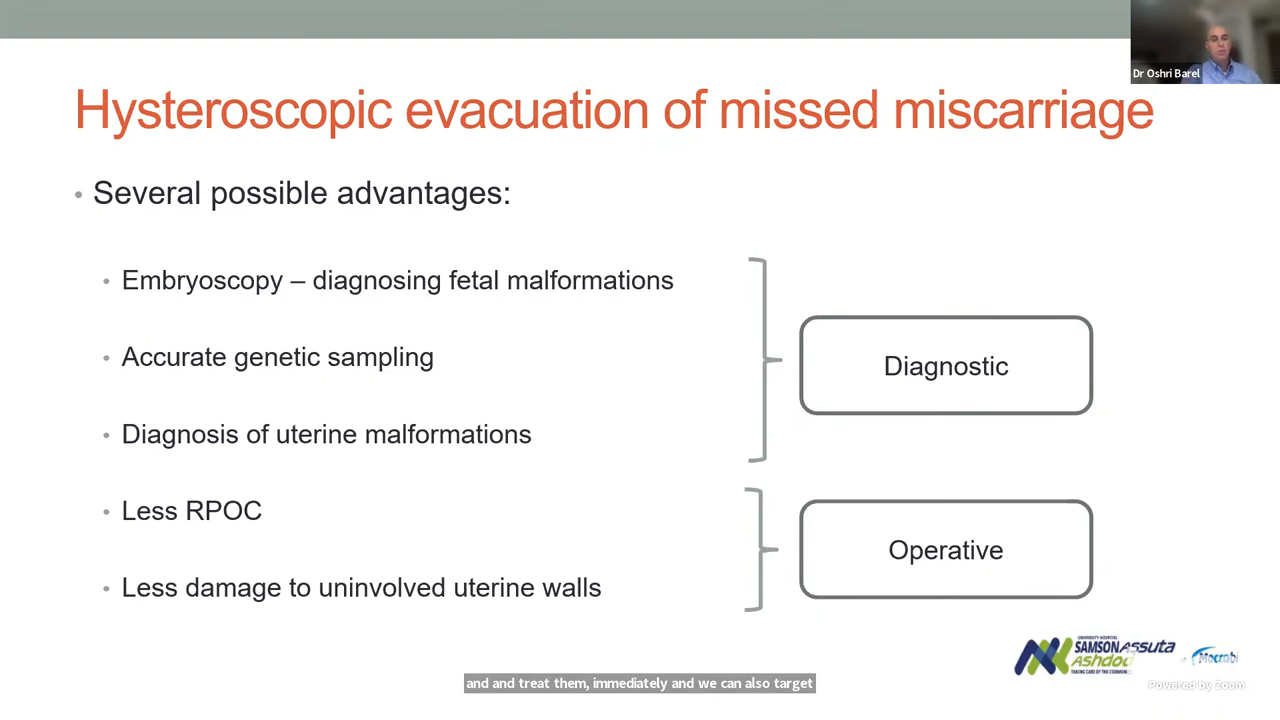 Dr Oshri Barel
Hysteroscopic evacuation of missed miscarriage
• Several possible advantages:
• Embryoscopy – diagnosing fetal malformations
• Accurate genetic sampling
• Diagnosis of uterine malformations
Diagnostic
• Less RPOC
• Less damage to uninvolved uterine walls
Operative
UNIVERSITY HOSPITAL
SAMSON ASSUTA
ASHDOD
TAKING CARE OF THE
and and treat them, immediately and we can also target
Powered by Zoom